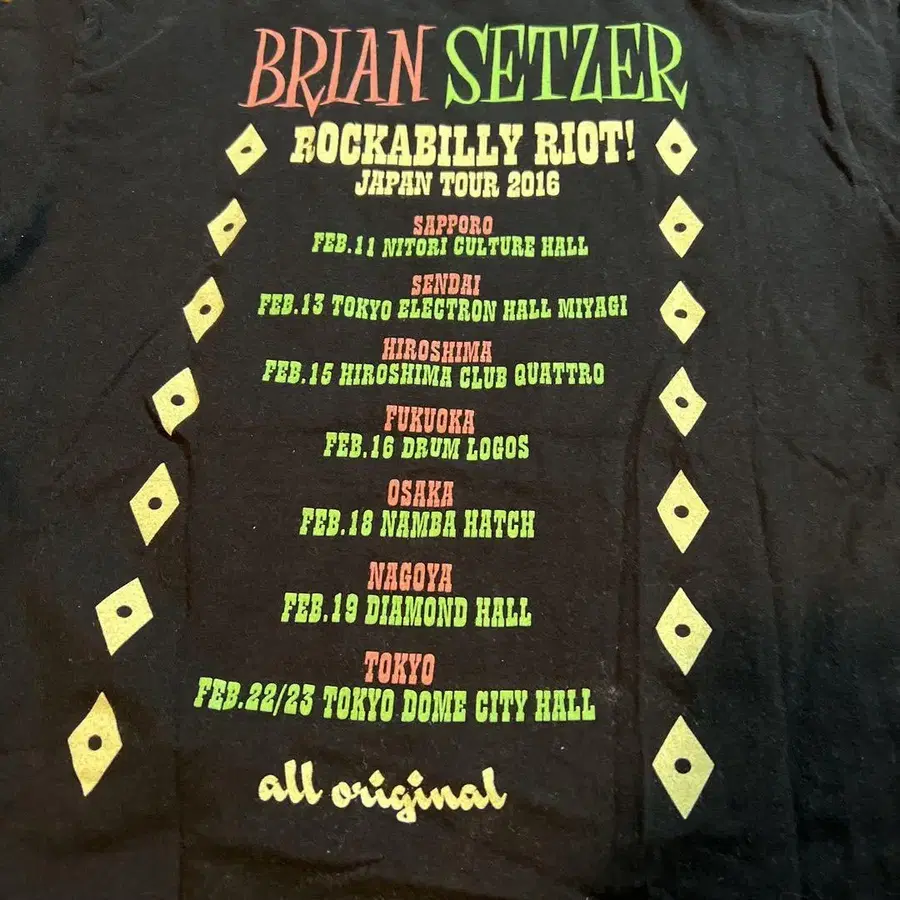 BRIAN SETZER
ROCKABILLY RIOT!
JAPAN TOUR 2016
SAPPORO
FEB.11 NITORI CULTURE HALL
SENDAI
FEB.13 TOKYO ELECTRON HALL MIYAGI
HIROSHIMA
FEB.15 HIROSHIMA CLUB QUATTRO
FUKUOKA
FEB.16 DRUM LOGOS
OSAKA
FEB.18 NAMBA HATCH
NAGOYA
FEB.19 DIAMOND HALL
TOKYO
FEB.22/23 TOKYO DOME CITY HALL
all original